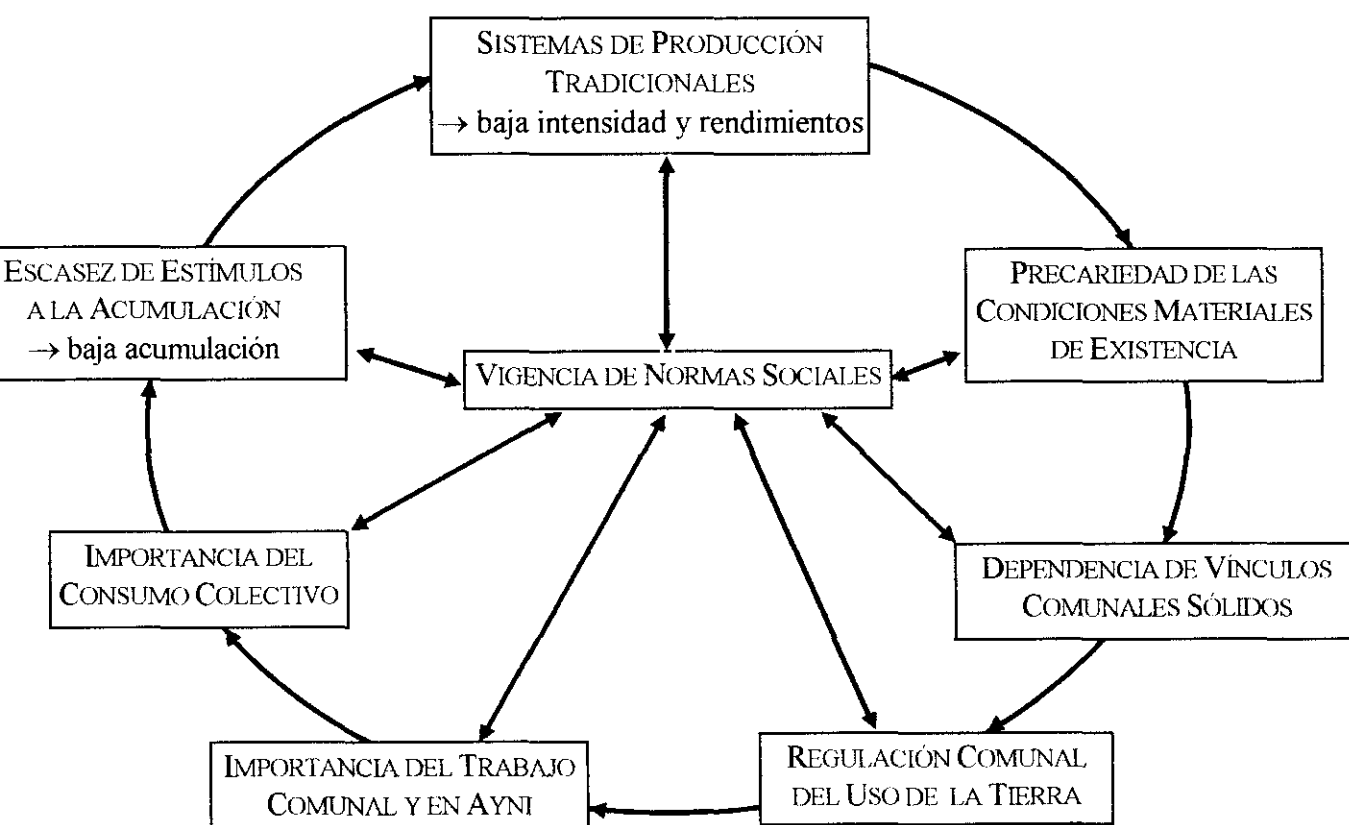 SISTEMAS DE PRODUCCIÓN
TRADICIONALES
→ baja intensidad y rendimientos
ESCASEZ DE ESTÍMULOS
A LA ACUMULACIÓN
→ baja acumulación
PRECARIEDAD DE LAS
CONDICIONES MATERIALES
DE EXISTENCIA
VIGENCIA DE NORMAS SOCIALES
IMPORTANCIA DEL
CONSUMO COLECTIVO
DEPENDENCIA DE VÍNCULOS
COMUNALES SÓLIDOS
IMPORTANCIA DEL TRABAJO
COMUNAL Y EN AYNI
REGULACIÓN COMUNAL
DEL USO DE LA TIERRA